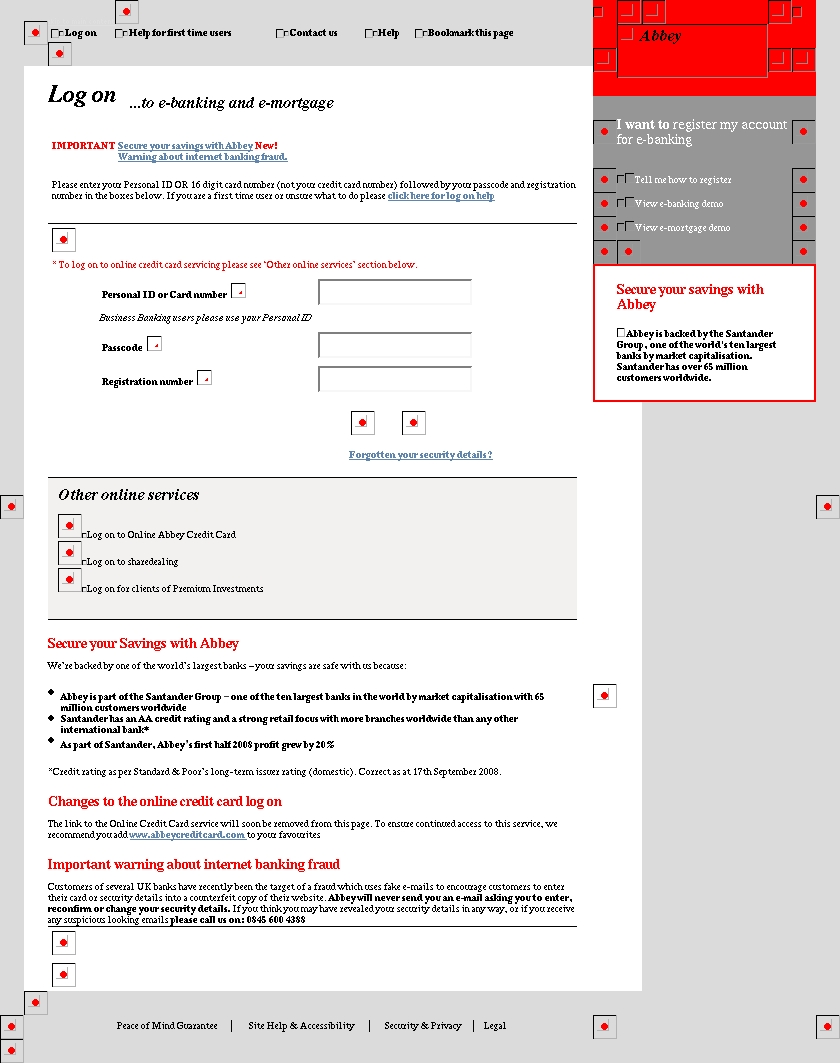 Log on Help for first time users Contact us Help Bookmark this page
Abbey
Log on ...to e-banking and e-mortgage
I want to register my account
for e-banking
Tell me how to register
View e-banking demo
View e-mortgage demo
IMPORTANT Secure your savings with Abbey New!
Warning about internet banking fraud.
Please enter your Personal ID OR 16 digit card number (not your credit card number) followed by your passcode and registration
number in the boxes below. If you are a first time user or unsure what to do please click here for log on help
* To log on to online credit card servicing please see 'Other online services' section below.
Personal ID or Card number
Business Banking users please use your Personal ID
Passcode
Registration number
Forgotten your security details?
Secure your savings with
Abbey
Abbey is backed by the Santander
Group, one of the world's ten largest
banks by market capitalisation.
Santander has over 65 million
customers worldwide.
Other online services
Log on to Online Abbey Credit Card
Log on to sharedealing
Log on for clients of Premium Investments
Secure your Savings with Abbey
We're backed by one of the world's largest banks – your savings are safe with us because:
Abbey is part of the Santander Group – one of the ten largest banks in the world by market capitalisation with 65
million customers worldwide
Santander has an AA credit rating and a strong retail focus with more branches worldwide than any other
international bank*
As part of Santander, Abbey's first half 2008 profit grew by 20%
*Credit rating as per Standard & Poor's long-term issuer rating (domestic). Correct as at 17th September 2008.
Changes to the online credit card log on
The link to the Online Credit Card service will soon be removed from this page. To ensure continued access to this service, we
recommend you add www.abbeycreditcard.com to your favourites
Important warning about internet banking fraud
Customers of several UK banks have recently been the target of a fraud which uses fake e-mails to encourage customers to enter
their card or security details into a counterfeit copy of their website. Abbey will never send you an e-mail asking you to enter,
reconfirm or change your security details. If you think you may have revealed your security details in any way, or if you receive
any suspicious looking emails please call us on: 0845 600 4388
Peace of Mind Guarantee | Site Help & Accessibility | Security & Privacy | Legal